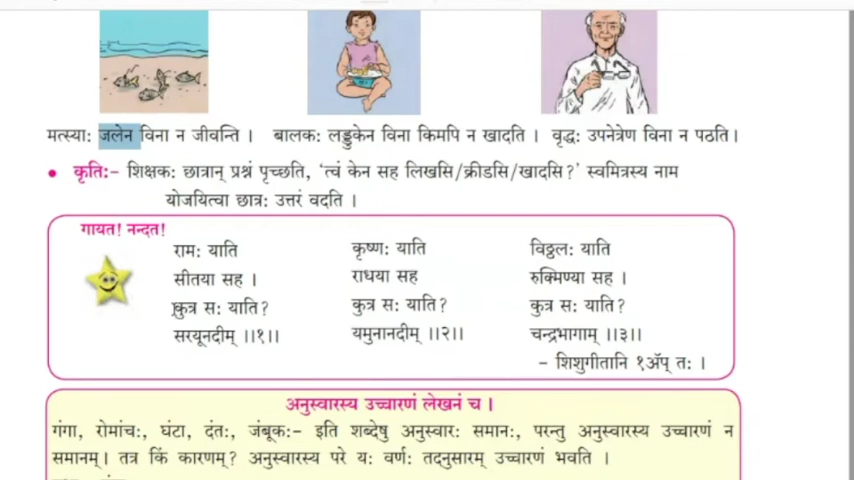 मत्स्याः जलेन विना न जीवन्ति । बालकः लड्डुकेन विना किमपि न खादति । वृद्धः उपनेत्रेण विना न पठति।
• कृतिः- शिक्षकः छात्रान् प्रश्नं पृच्छति, ‘त्वं केन सह लिखसि/क्रीडसि/खादसि?’ स्वमित्रस्य नाम
योजयित्वा छात्रः उत्तरं वदति ।
गायत! नन्दत!
रामः याति
सीतया सह ।
कुत्र सः याति?
सरयूनदीम् ।।१।।
कृष्णः याति
राधया सह
कुत्र सः याति?
यमुनानदीम् ।।२।।
विठ्ठलः याति
रुक्मिण्या सह ।
कुत्र सः याति?
चन्द्रभागाम् ।।३।।
- शिशुगीतानि १ॲप् तः ।
अनुस्वारस्य उच्चारणं लेखनं च ।
गंगा, रोमांचः, घंटा, दंतः, जंबूकः- इति शब्देषु अनुस्वारः समानः, परन्तु अनुस्वारस्य उच्चारणं न
समानम्। तत्र किं कारणम्? अनुस्वारस्य परे यः वर्णः तदनुसारम् उच्चारणं भवति ।